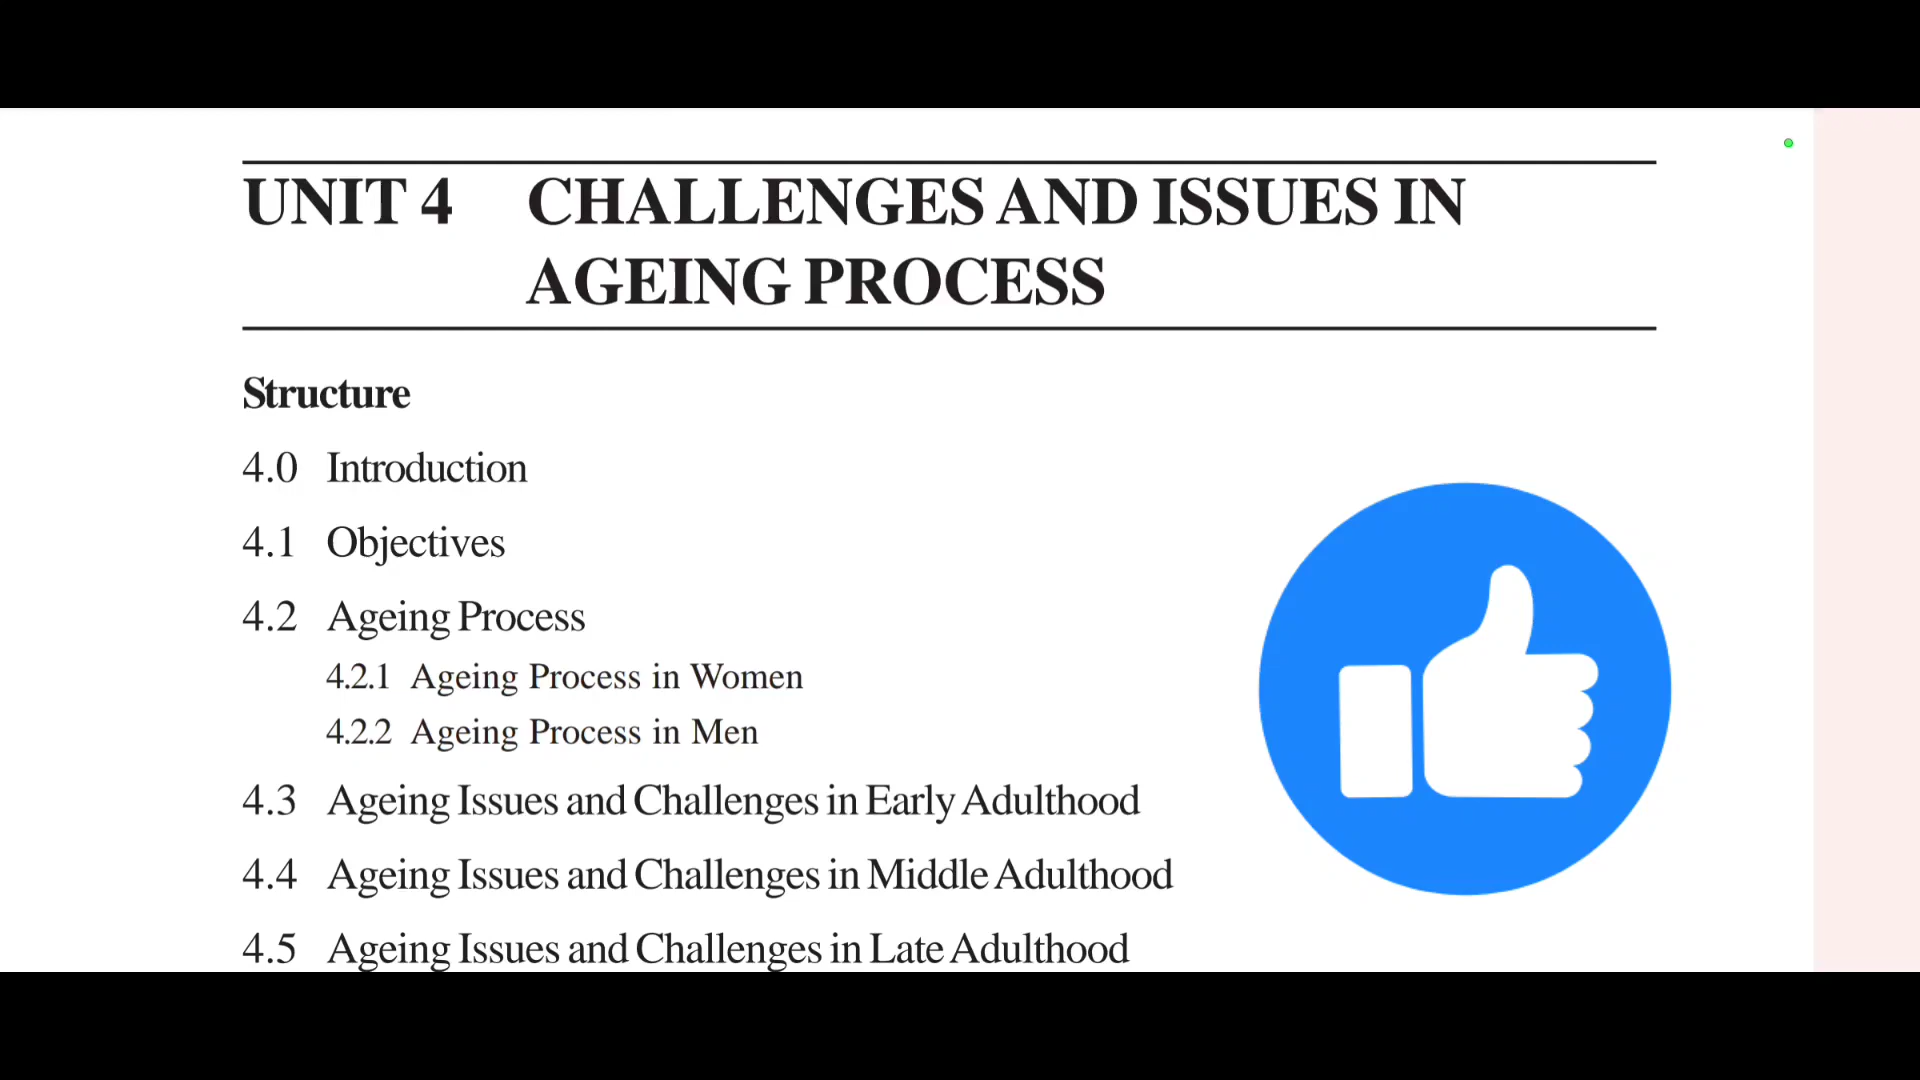 UNIT 4 CHALLENGES AND ISSUES IN
AGEING PROCESS
Structure
4.0 Introduction
4.1 Objectives
4.2 Ageing Process
4.2.1 Ageing Process in Women
4.2.2 Ageing Process in Men
4.3 Ageing Issues and Challenges in Early Adulthood
4.4 Ageing Issues and Challenges in Middle Adulthood
4.5 Ageing Issues and Challenges in Late Adulthood